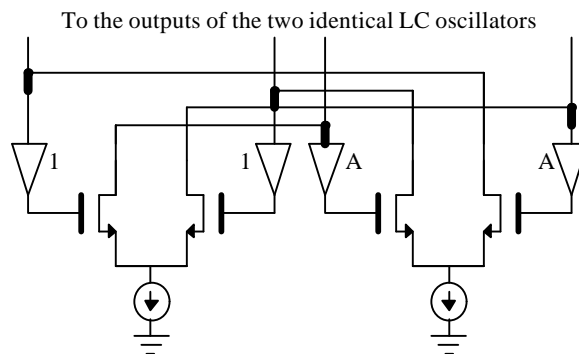 To the outputs of the two identical LC oscillators
1 1 A A